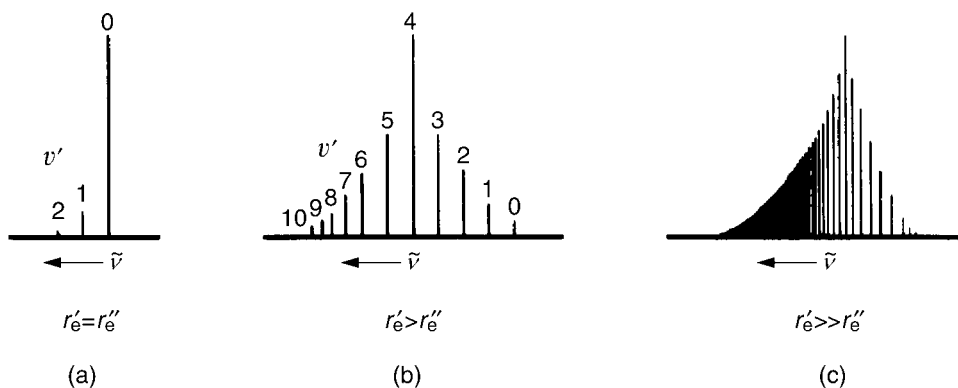 0
v′
1
2
← ṽ
r′ₑ=r″ₑ
(a)
4
5
3
v′
6
2
7
8
1
9
10
0
← ṽ
r′ₑ>r″ₑ
(b)
← ṽ
r′ₑ>>r″ₑ
(c)